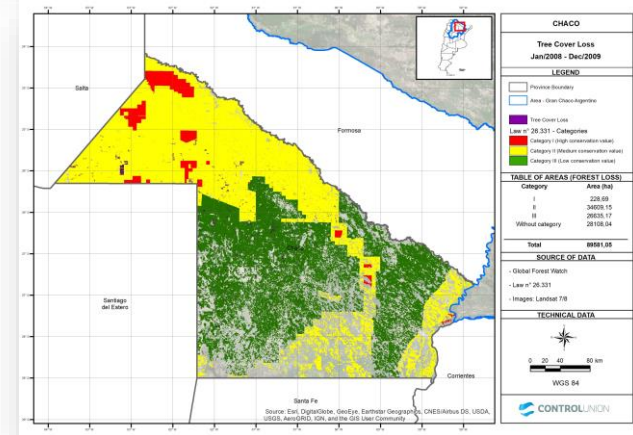 CHACO
Tree Cover Loss
Jan/2008 - Dec/2009
LEGEND
Province Boundary
Area - Gran Chaco Argentina
Tree Cover Loss
Law n° 26.331 - Categories
Category I (High conservation value)
Category II (Medium conservation value)
Category III (Low conservation value)
TABLE OF AREAS (FOREST LOSS)
Category Area (ha)
I 228,69
II 34609,15
III 26635,17
Without category 28108,04
Total 89581,05
SOURCE OF DATA
- Global Forest Watch
- Law n° 26.331
- Images: Landsat 7/8
TECHNICAL DATA
0 20 40 80 km
WGS 84
CONTROLUNION
Salta
Formosa
Santiago
del Estero
Corrientes
Santa Fe
Source: Esri, DigitalGlobe, GeoEye, Earthstar Geographics, CNES/Airbus DS, USDA,
USGS, AeroGRID, IGN, and the GIS User Community